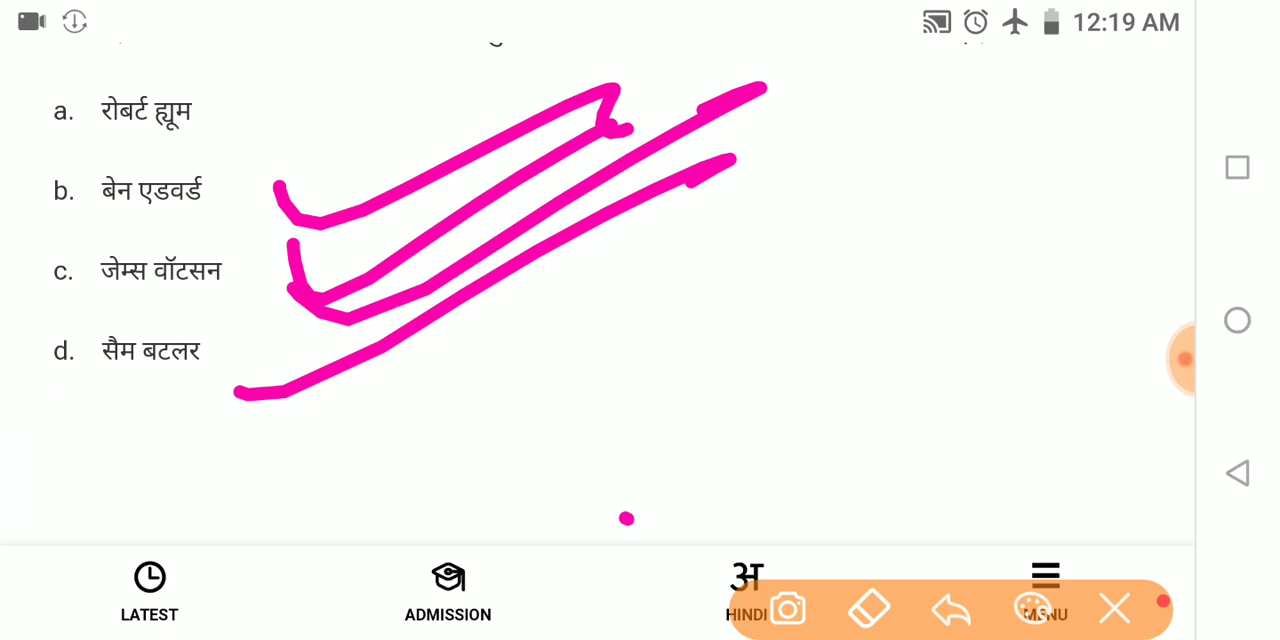 12:19 AM
a. रोबर्ट ह्यूम
b. बेन एडवर्ड
c. जेम्स वॉटसन
d. सैम बटलर
LATEST ADMISSION HINDI MENU